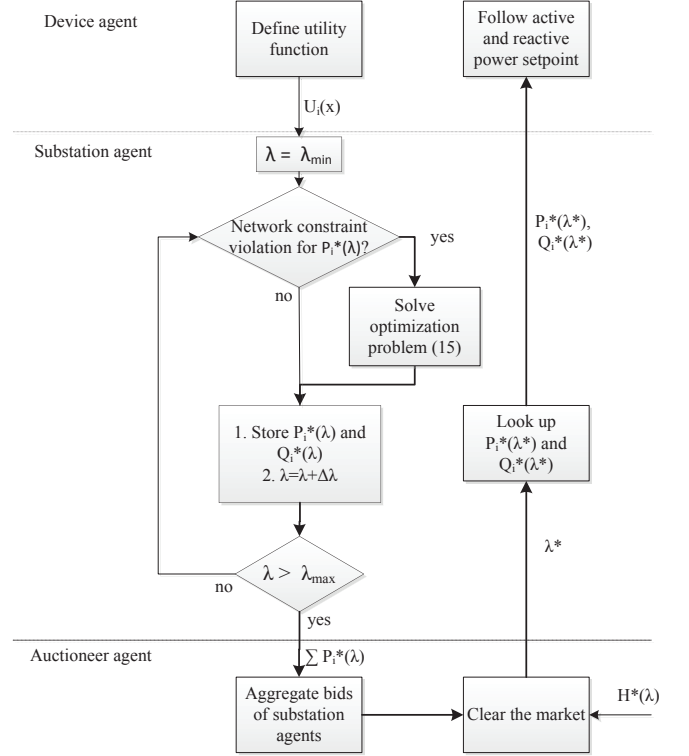 Device agent
Define utility
function
Follow active
and reactive
power setpoint
Uᵢ(x)
Substation agent
λ = λmin
Network constraint
violation for Pᵢ*(λ)?
yes
no
Solve
optimization
problem (15)
Pᵢ*(λ*),
Qᵢ*(λ*)
1. Store Pᵢ*(λ) and
Qᵢ*(λ)
2. λ=λ+Δλ
Look up
Pᵢ*(λ*) and
Qᵢ*(λ*)
λ > λmax
no
yes
λ*
Auctioneer agent
∑ Pᵢ*(λ)
Aggregate bids
of substation
agents
Clear the market
H*(λ)